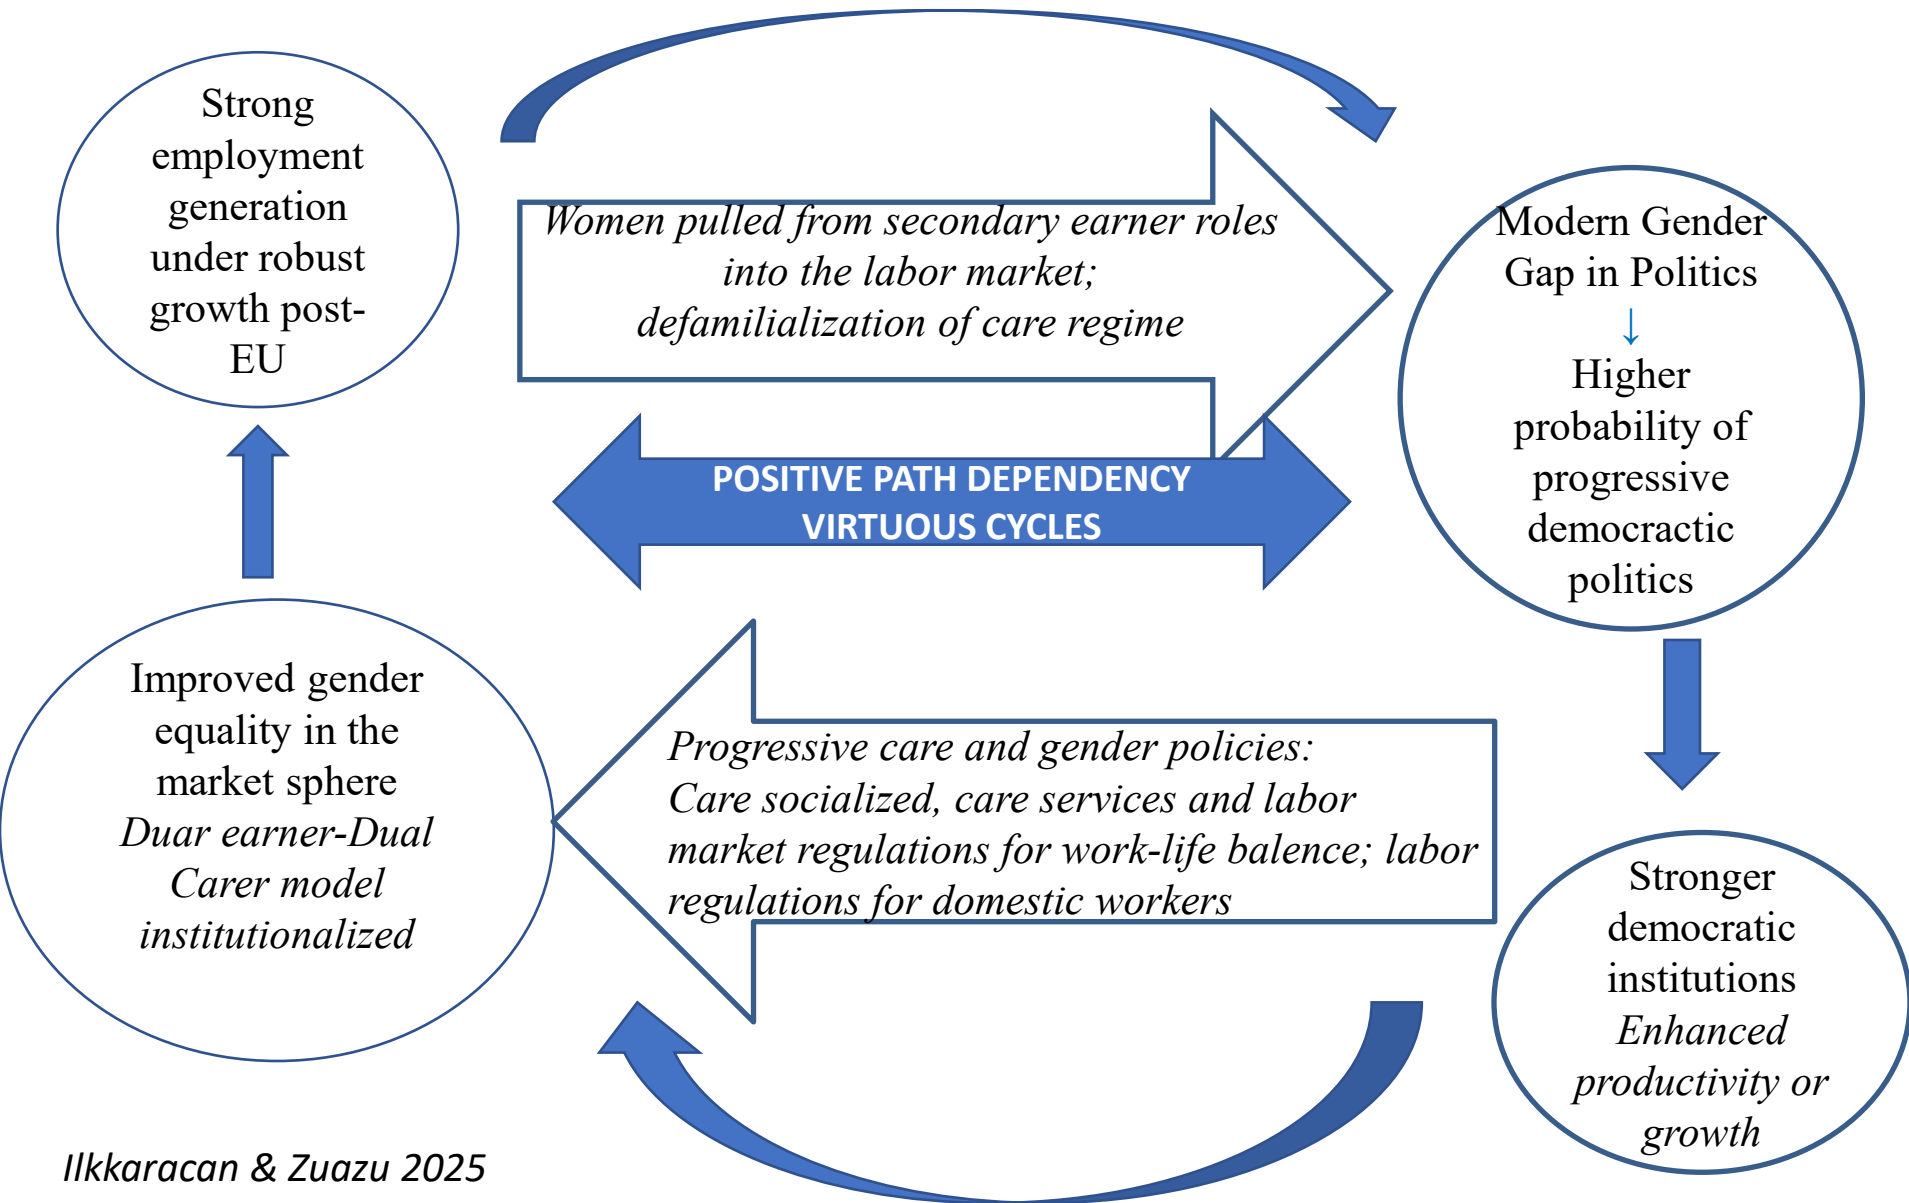 Strong
employment
generation
under robust
growth post-
EU
Women pulled from secondary earner roles
into the labor market;
defamilialization of care regime
Modern Gender
Gap in Politics
↓
Higher
probability of
progressive
democractic
politics
POSITIVE PATH DEPENDENCY
VIRTUOUS CYCLES
Improved gender
equality in the
market sphere
Duar earner-Dual
Carer model
institutionalized
Progressive care and gender policies:
Care socialized, care services and labor
market regulations for work-life balence; labor
regulations for domestic workers
Stronger
democratic
institutions
Enhanced
productivity or
growth
Ilkkaracan & Zuazu 2025